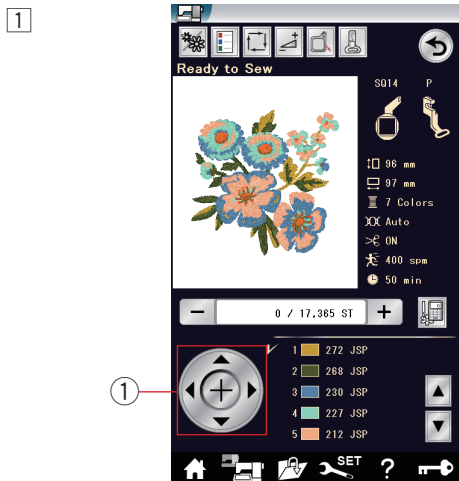 1
Ready to Sew
SQ14 P
96 mm
97 mm
7 Colors
Auto
ON
400 spm
50 min
− 0 / 17,365 ST +
1 272 JSP
2 268 JSP
3 230 JSP
4 227 JSP
5 212 JSP
1
SET ?